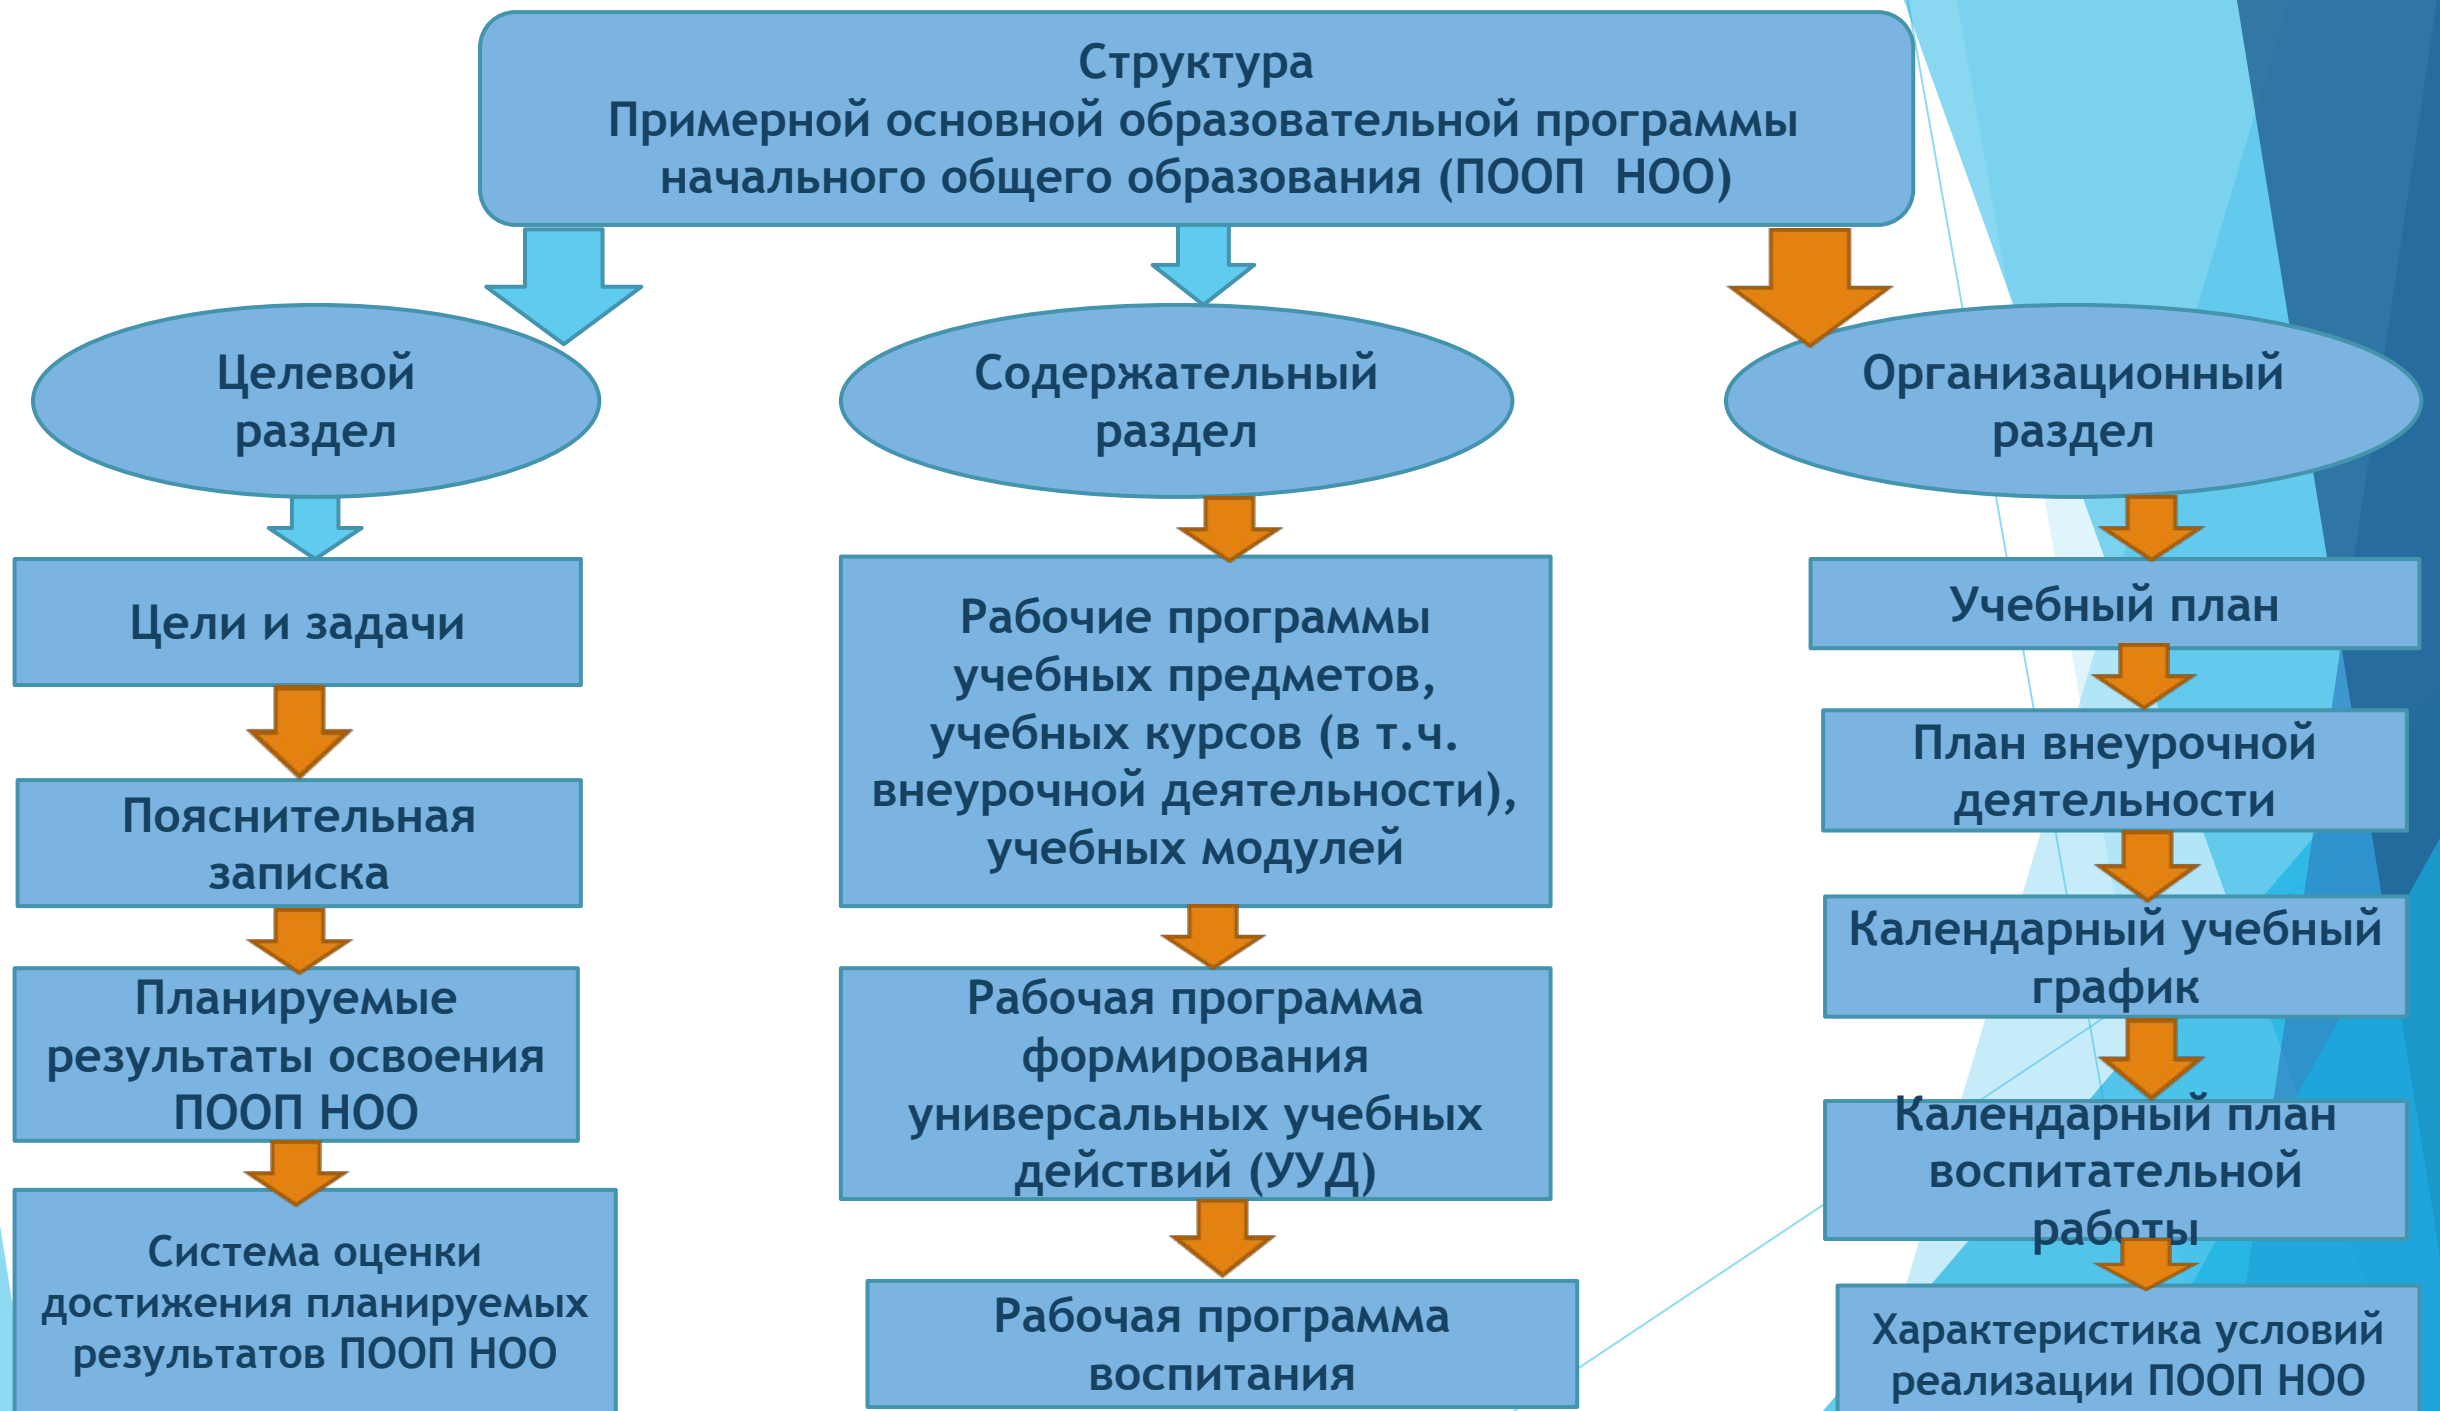 Структура
Примерной основной образовательной программы
начального общего образования (ПООП  НОО)
Целевой
раздел
Цели и задачи
Пояснительная
записка
Планируемые
результаты освоения
ПООП НОО
Система оценки
достижения планируемых
результатов ПООП НОО
Содержательный
раздел
Рабочие программы
учебных предметов,
учебных курсов (в т.ч.
внеурочной деятельности),
учебных модулей
Рабочая программа
формирования
универсальных учебных
действий (УУД)
Рабочая программа
воспитания
Организационный
раздел
Учебный план
План внеурочной
деятельности
Календарный учебный
график
Календарный план
воспитательной
работы
Характеристика условий
реализации ПООП НОО